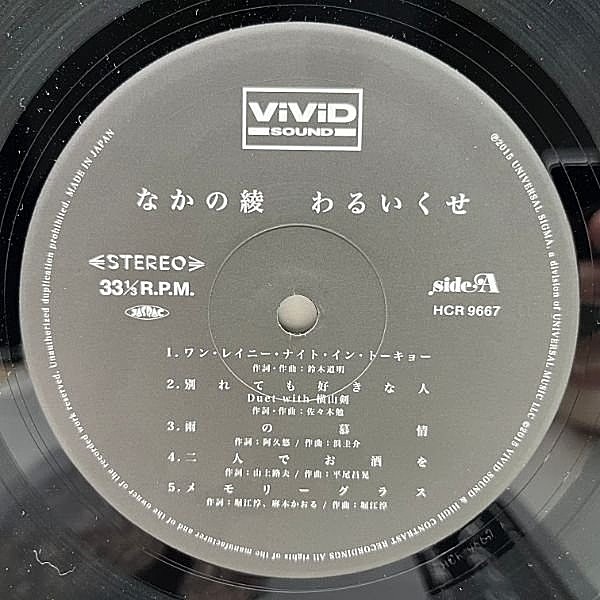 ViViD
SOUND
なかの綾 わるいくせ
STEREO
33⅓ R.P.M.
JASRAC
side A
HCR 9667
1.ワン・レイニー・ナイト・イン・トーキョー
作詞・作曲:鈴木道明
2.別れても好きな人
Duet with 横山剣
作詞・作曲:佐々木勉
3.雨の慕情
作詞:阿久悠 / 作曲:浜圭介
4.二人でお酒を
作詞:山上路夫 / 作曲:平尾昌晃
5.メモリーグラス
作詞:堀江淳、麻木かおる / 作曲:堀江淳
℗2015 UNIVERSAL SIGMA, a division of UNIVERSAL MUSIC LLC ©2015 VIVID SOUND & HIGH CONTRAST RECORDINGS All rights of the manufacturer and of the owner of the recorded work reserved. Unauthorized duplication prohibited. MADE IN JAPAN